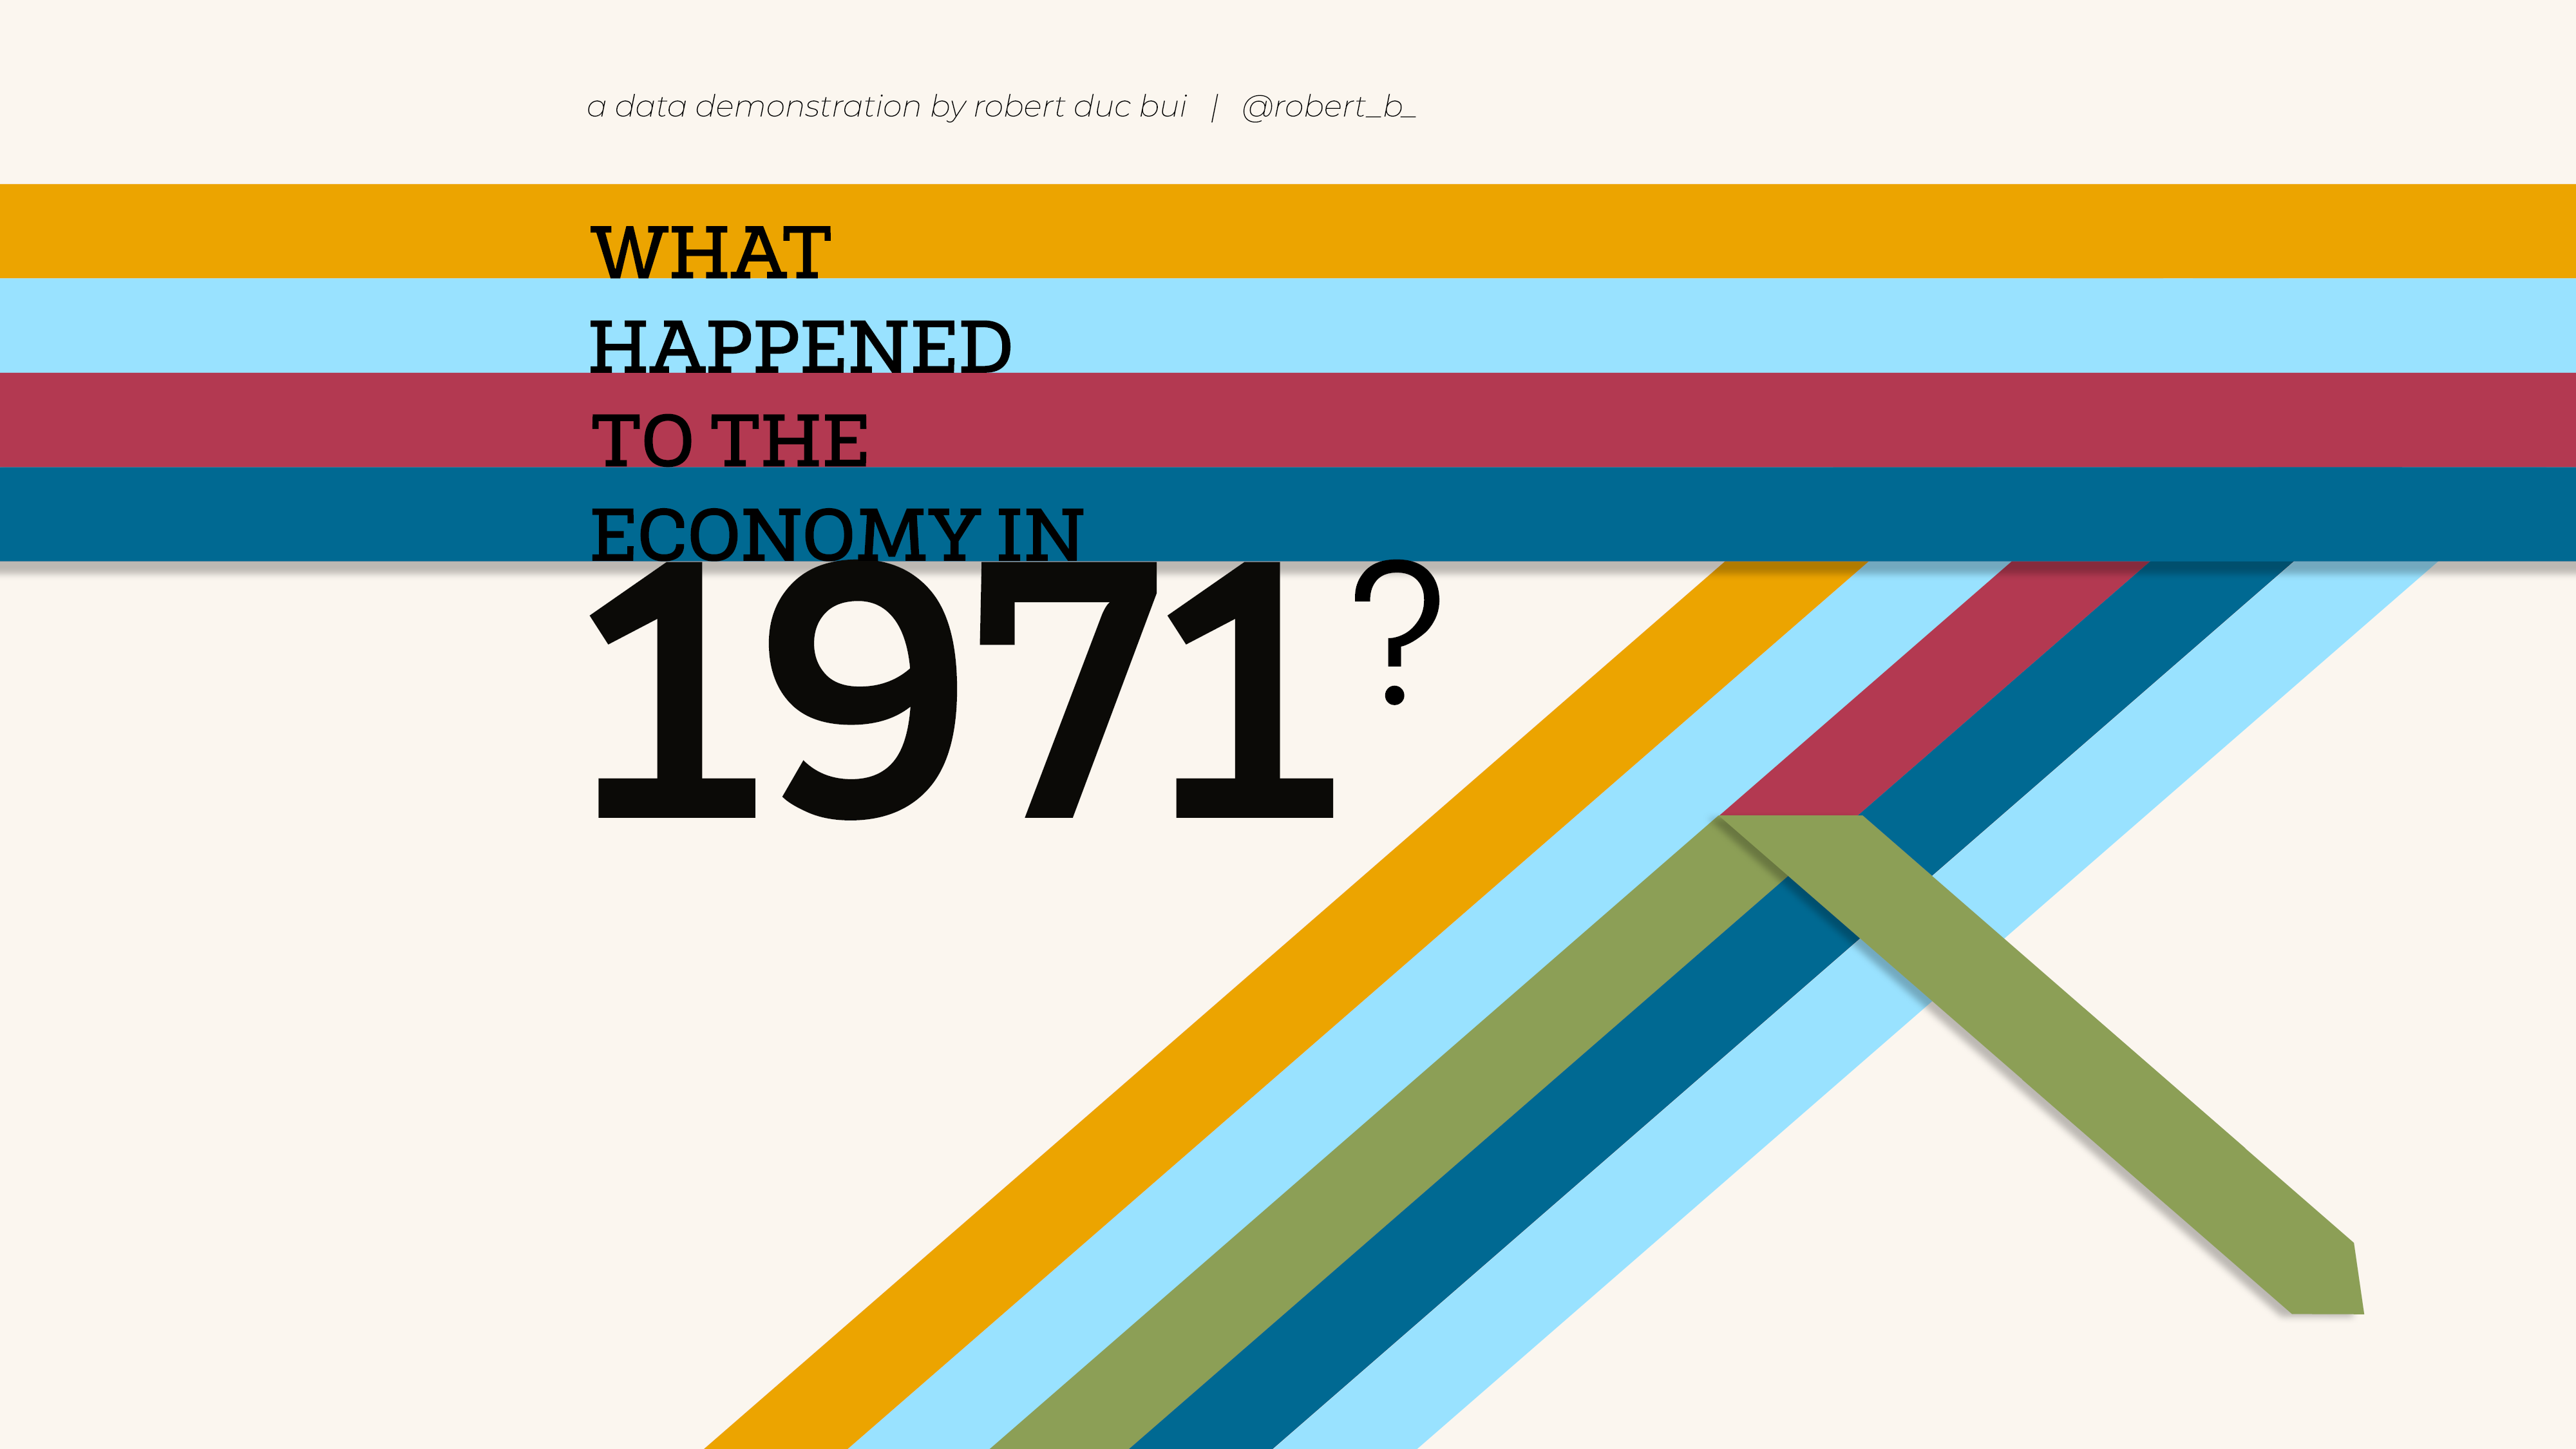 a data demonstration by robert duc bui | @robert_b_
WHAT
HAPPENED
TO THE
ECONOMY IN
1971?